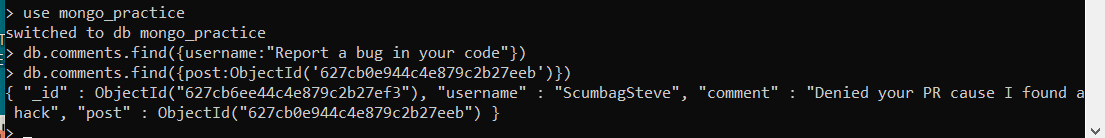 > use mongo_practice
switched to db mongo_practice
> db.comments.find({username:"Report a bug in your code"})
> db.comments.find({post:ObjectId('627cb0e944c4e879c2b27eeb')})
{ "_id" : ObjectId("627cb6ee44c4e879c2b27ef3"), "username" : "ScumbagSteve", "comment" : "Denied your PR cause I found a
hack", "post" : ObjectId("627cb0e944c4e879c2b27eeb") }
>